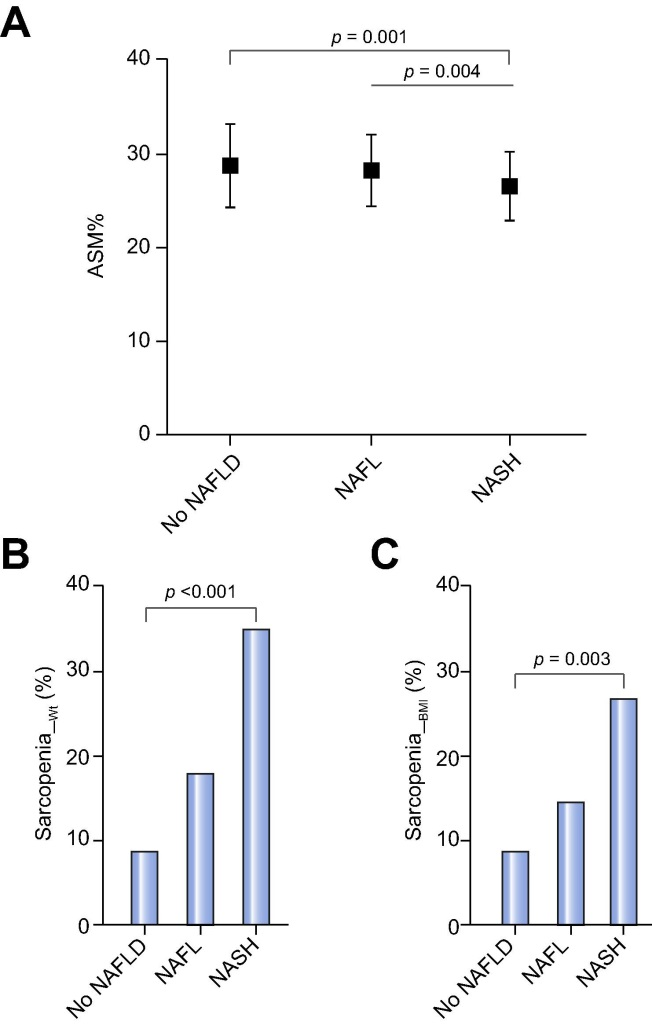 A
p = 0.001
p = 0.004
40
30
20
10
0
ASM%
No NAFLD
NAFL
NASH
B
p <0.001
40
30
20
10
0
Sarcopenia_Wt (%)
No NAFLD
NAFL
NASH
C
p = 0.003
40
30
20
10
0
Sarcopenia_BMI (%)
No NAFLD
NAFL
NASH